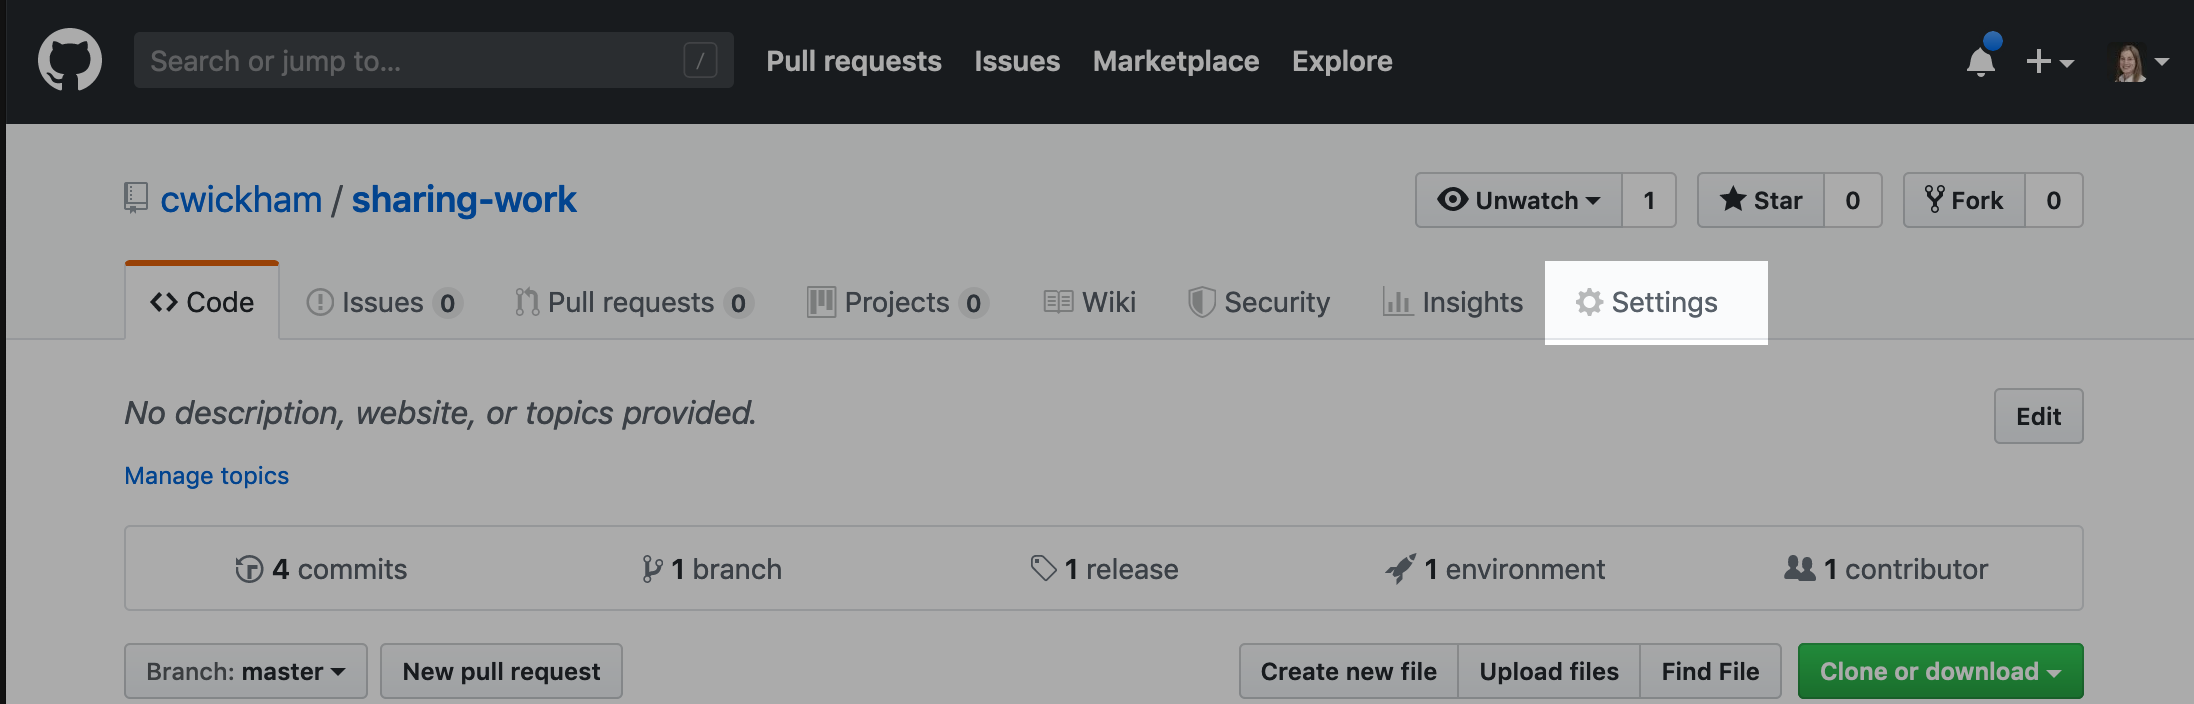 Search or jump to... / Pull requests Issues Marketplace Explore
cwickham / sharing-work Unwatch 1 Star 0 Fork 0
Code Issues 0 Pull requests 0 Projects 0 Wiki Security Insights Settings
No description, website, or topics provided. Edit
Manage topics
4 commits 1 branch 1 release 1 environment 1 contributor
Branch: master New pull request Create new file Upload files Find File Clone or download